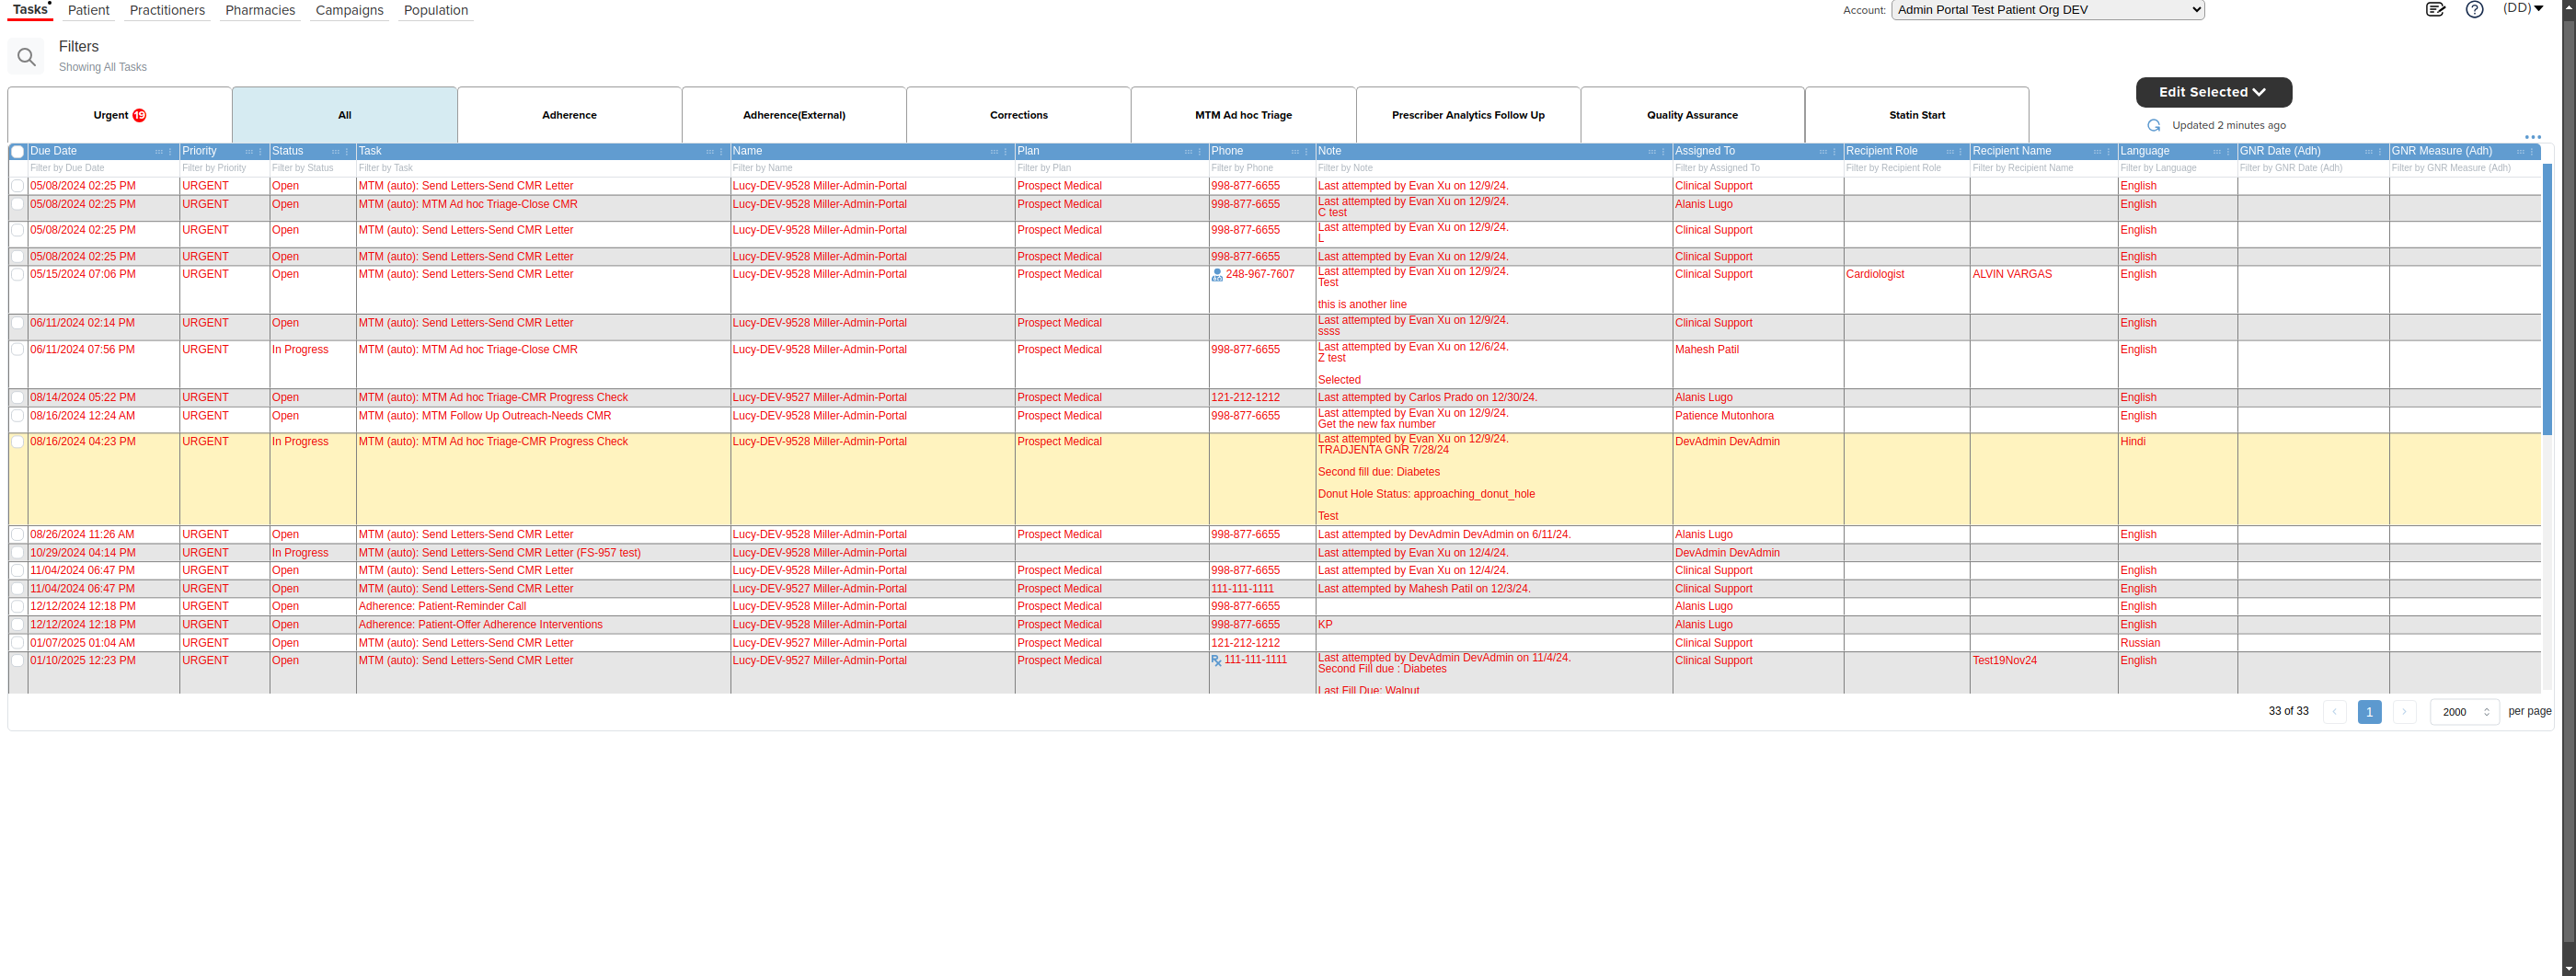 Tasks Patient Practitioners Pharmacies Campaigns Population Account: Admin Portal Test Patient Org DEV (DD)
Filters
Showing All Tasks
Urgent 19 All Adherence Adherence(External) Corrections MTM Ad hoc Triage Prescriber Analytics Follow Up Quality Assurance Statin Start Edit Selected
Updated 2 minutes ago
Due Date Priority Status Task Name Plan Phone Note Assigned To Recipient Role Recipient Name Language GNR Date (Adh) GNR Measure (Adh)
Filter by Due Date Filter by Priority Filter by Status Filter by Task Filter by Name Filter by Plan Filter by Phone Filter by Note Filter by Assigned To Filter by Recipient Role Filter by Recipient Name Filter by Language Filter by GNR Date (Adh) Filter by GNR Measure (Adh)
05/08/2024 02:25 PM URGENT Open MTM (auto): Send Letters-Send CMR Letter Lucy-DEV-9528 Miller-Admin-Portal Prospect Medical 998-877-6655 Last attempted by Evan Xu on 12/9/24. Clinical Support English
05/08/2024 02:25 PM URGENT Open MTM (auto): MTM Ad hoc Triage-Close CMR Lucy-DEV-9528 Miller-Admin-Portal Prospect Medical 998-877-6655 Last attempted by Evan Xu on 12/9/24. Alanis Lugo English
C test
05/08/2024 02:25 PM URGENT Open MTM (auto): Send Letters-Send CMR Letter Lucy-DEV-9528 Miller-Admin-Portal Prospect Medical 998-877-6655 Last attempted by Evan Xu on 12/9/24. Clinical Support English
L
05/08/2024 02:25 PM URGENT Open MTM (auto): Send Letters-Send CMR Letter Lucy-DEV-9528 Miller-Admin-Portal Prospect Medical 998-877-6655 Last attempted by Evan Xu on 12/9/24. Clinical Support English
05/15/2024 07:06 PM URGENT Open MTM (auto): Send Letters-Send CMR Letter Lucy-DEV-9528 Miller-Admin-Portal Prospect Medical 248-967-7607 Last attempted by Evan Xu on 12/9/24. Clinical Support Cardiologist ALVIN VARGAS English
Test
this is another line
06/11/2024 02:14 PM URGENT Open MTM (auto): Send Letters-Send CMR Letter Lucy-DEV-9528 Miller-Admin-Portal Prospect Medical Last attempted by Evan Xu on 12/9/24. Clinical Support English
ssss
06/11/2024 07:56 PM URGENT In Progress MTM (auto): MTM Ad hoc Triage-Close CMR Lucy-DEV-9528 Miller-Admin-Portal Prospect Medical 998-877-6655 Last attempted by Evan Xu on 12/6/24. Mahesh Patil English
Z test
Selected
08/14/2024 05:22 PM URGENT Open MTM (auto): MTM Ad hoc Triage-CMR Progress Check Lucy-DEV-9527 Miller-Admin-Portal Prospect Medical 121-212-1212 Last attempted by Carlos Prado on 12/30/24. Alanis Lugo English
08/16/2024 12:24 AM URGENT Open MTM (auto): MTM Follow Up Outreach-Needs CMR Lucy-DEV-9528 Miller-Admin-Portal Prospect Medical 998-877-6655 Last attempted by Evan Xu on 12/9/24. Patience Mutonhora English
Get the new fax number
08/16/2024 04:23 PM URGENT In Progress MTM (auto): MTM Ad hoc Triage-CMR Progress Check Lucy-DEV-9528 Miller-Admin-Portal Prospect Medical Last attempted by Evan Xu on 12/9/24. DevAdmin DevAdmin Hindi
TRADJENTA GNR 7/28/24
Second fill due: Diabetes
Donut Hole Status: approaching_donut_hole
Test
08/26/2024 11:26 AM URGENT Open MTM (auto): Send Letters-Send CMR Letter Lucy-DEV-9528 Miller-Admin-Portal Prospect Medical 998-877-6655 Last attempted by DevAdmin DevAdmin on 6/11/24. Alanis Lugo English
10/29/2024 04:14 PM URGENT In Progress MTM (auto): Send Letters-Send CMR Letter (FS-957 test) Lucy-DEV-9528 Miller-Admin-Portal Last attempted by Evan Xu on 12/4/24. DevAdmin DevAdmin
11/04/2024 06:47 PM URGENT Open MTM (auto): Send Letters-Send CMR Letter Lucy-DEV-9528 Miller-Admin-Portal Prospect Medical 998-877-6655 Last attempted by Evan Xu on 12/4/24. Clinical Support English
11/04/2024 06:47 PM URGENT Open MTM (auto): Send Letters-Send CMR Letter Lucy-DEV-9527 Miller-Admin-Portal Prospect Medical 111-111-1111 Last attempted by Mahesh Patil on 12/3/24. Clinical Support English
12/12/2024 12:18 PM URGENT Open Adherence: Patient-Reminder Call Lucy-DEV-9528 Miller-Admin-Portal Prospect Medical 998-877-6655 Alanis Lugo English
12/12/2024 12:18 PM URGENT Open Adherence: Patient-Offer Adherence Interventions Lucy-DEV-9528 Miller-Admin-Portal Prospect Medical 998-877-6655 KP Alanis Lugo English
01/07/2025 01:04 AM URGENT Open MTM (auto): Send Letters-Send CMR Letter Lucy-DEV-9527 Miller-Admin-Portal Prospect Medical 121-212-1212 Clinical Support Russian
01/10/2025 12:23 PM URGENT Open MTM (auto): Send Letters-Send CMR Letter Lucy-DEV-9527 Miller-Admin-Portal Prospect Medical 111-111-1111 Last attempted by DevAdmin DevAdmin on 11/4/24. Clinical Support Test19Nov24 English
Second Fill due : Diabetes
Last Fill Due: Walnut
33 of 33 1 2000 per page